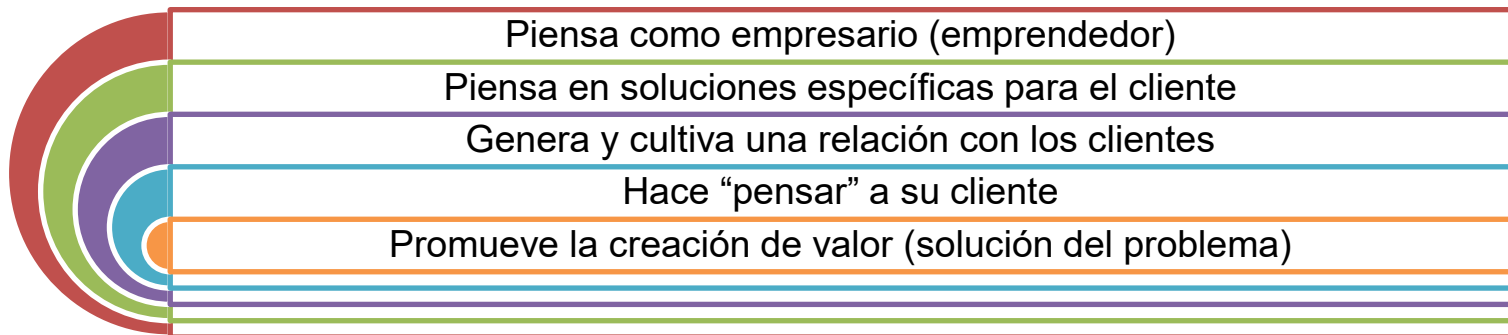 Piensa como empresario (emprendedor)
Piensa en soluciones específicas para el cliente
Genera y cultiva una relación con los clientes
Hace “pensar” a su cliente
Promueve la creación de valor (solución del problema)